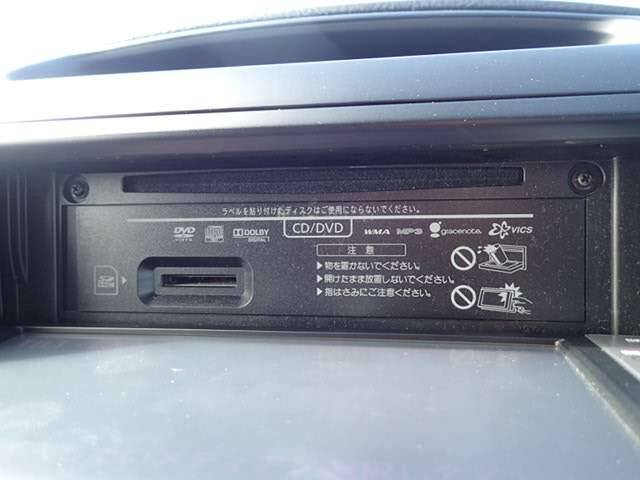 ラベルを貼り付けたディスクはご使用にならないでください。
DVD
DOLBY
DIGITAL
CD/DVD
WMA
MP3
gracenote.
VICS
注 意
▶物を置かないでください。
▶開けたまま放置しないでください。
▶指はさみにご注意ください。